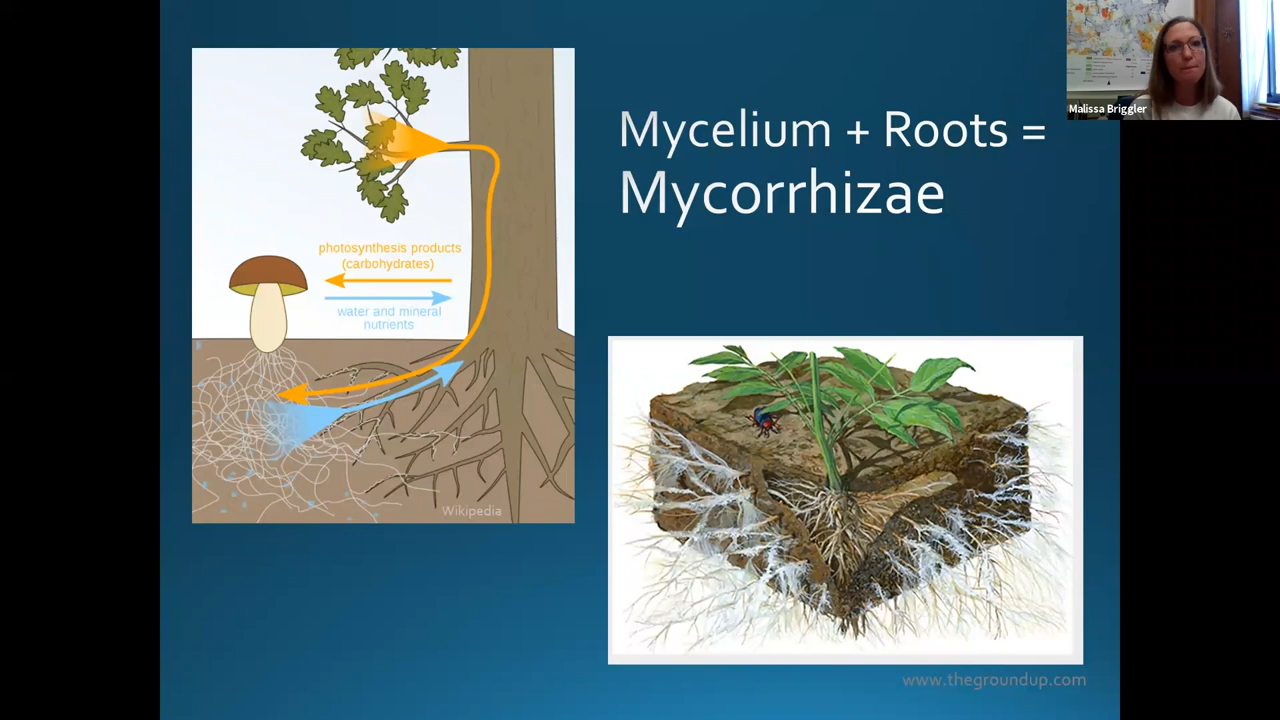 Mycelium + Roots =
Mycorrhizae
Malissa Briggler
photosynthesis products
(carbohydrates)
water and mineral
nutrients
Wikipedia
www.thegroundup.com